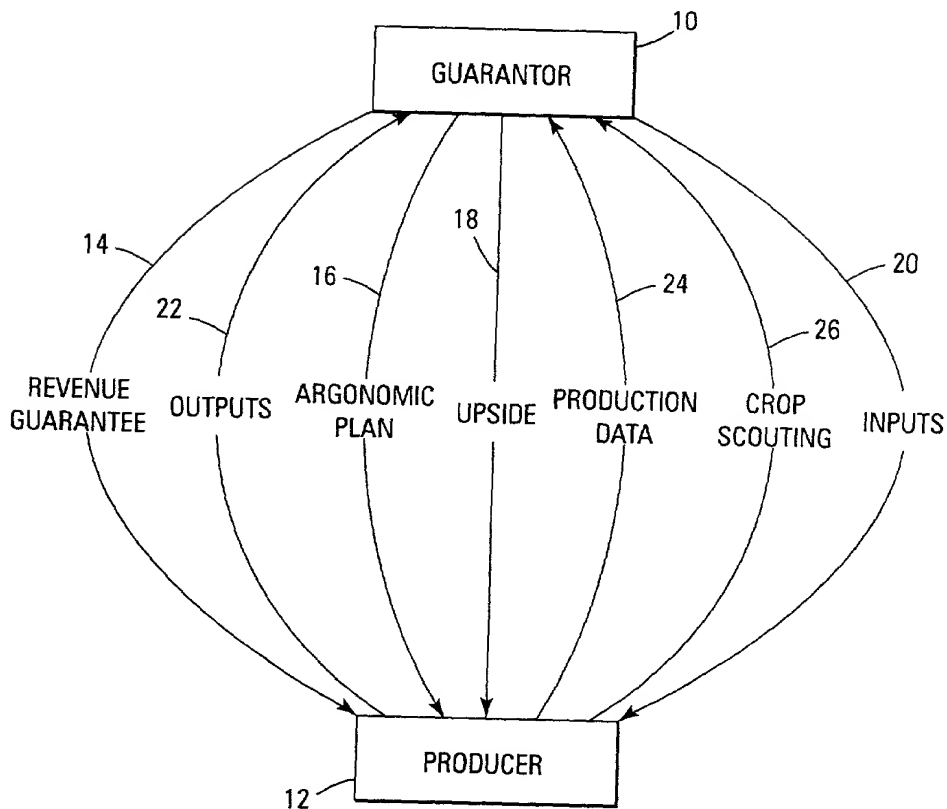 10
GUARANTOR
14
22
16
18
24
26
20
REVENUE
GUARANTEE
OUTPUTS
ARGONOMIC
PLAN
UPSIDE
PRODUCTION
DATA
CROP
SCOUTING
INPUTS
PRODUCER
12